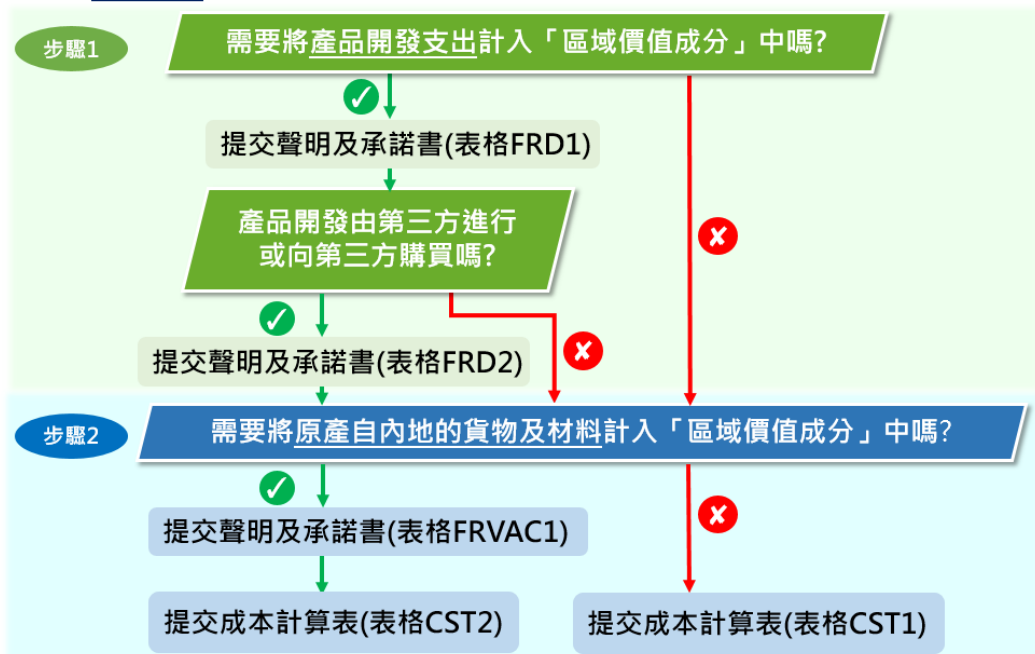 步驟1
需要將產品開發支出計入「區域價值成分」中嗎?
提交聲明及承諾書(表格FRD1)
產品開發由第三方進行
或向第三方購買嗎?
提交聲明及承諾書(表格FRD2)
步驟2
需要將原產自內地的貨物及材料計入「區域價值成分」中嗎?
提交聲明及承諾書(表格FRVAC1)
提交成本計算表(表格CST2)
提交成本計算表(表格CST1)